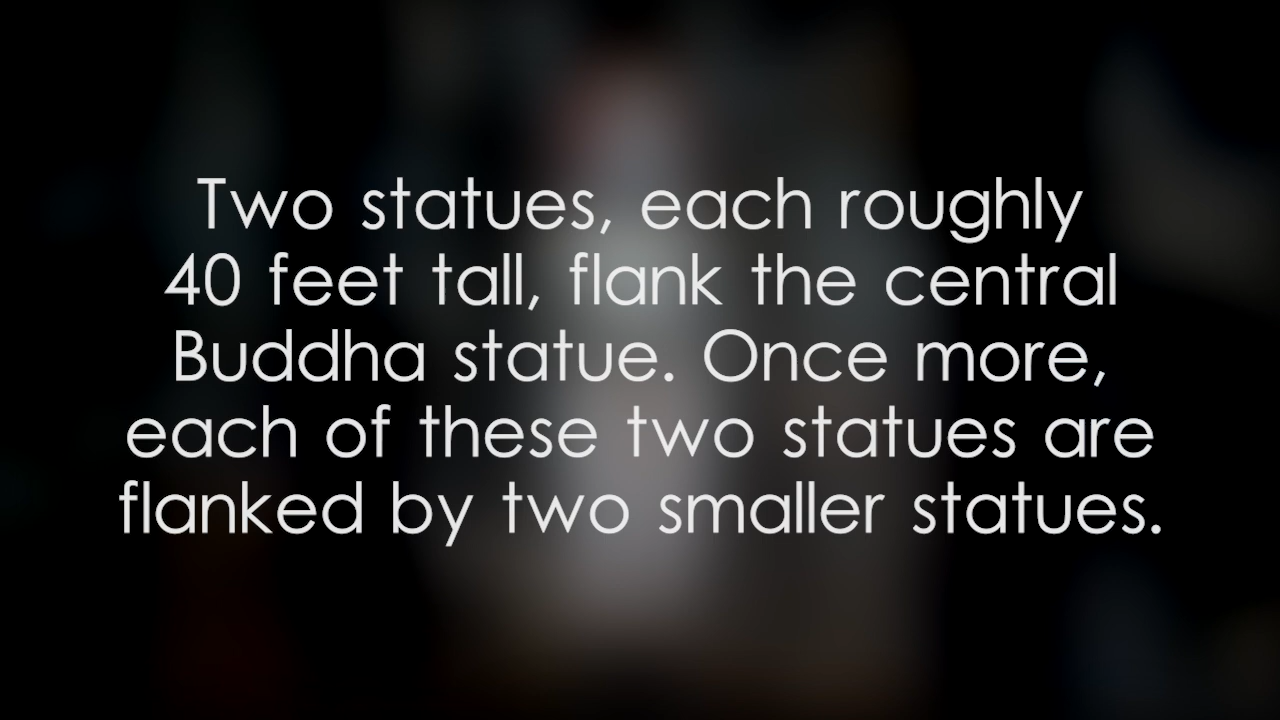 Two statues, each roughly
40 feet tall, flank the central
Buddha statue. Once more,
each of these two statues are
flanked by two smaller statues.